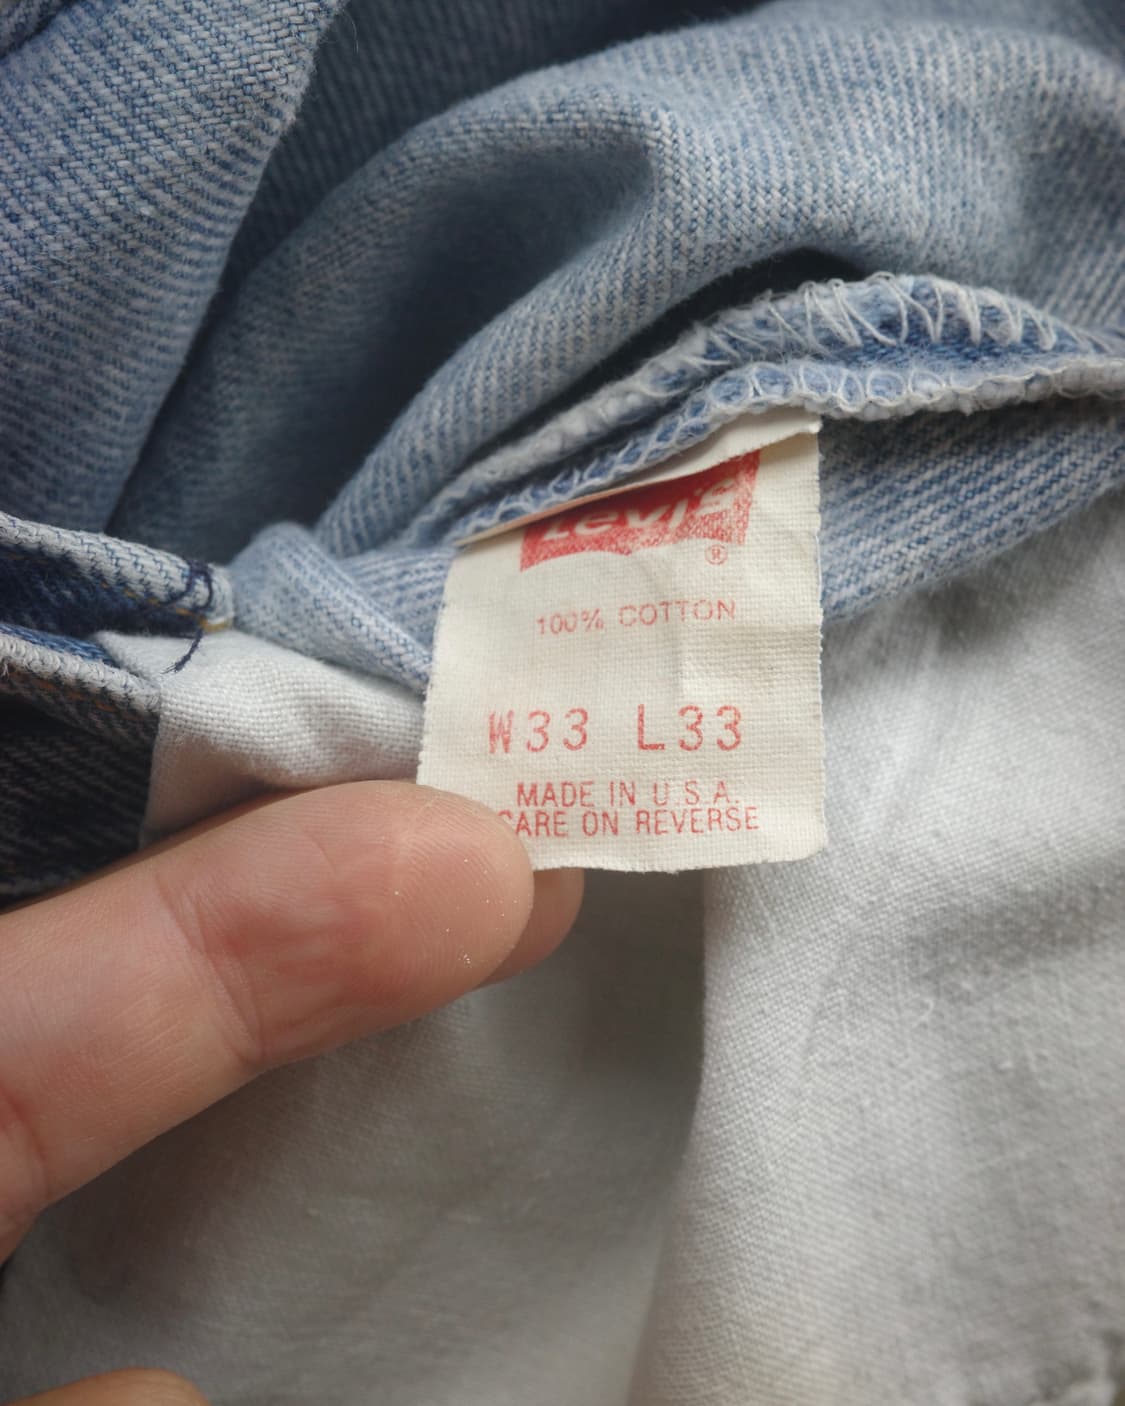 Levi's
®
100% COTTON
W33 L33
MADE IN U.S.A.
CARE ON REVERSE